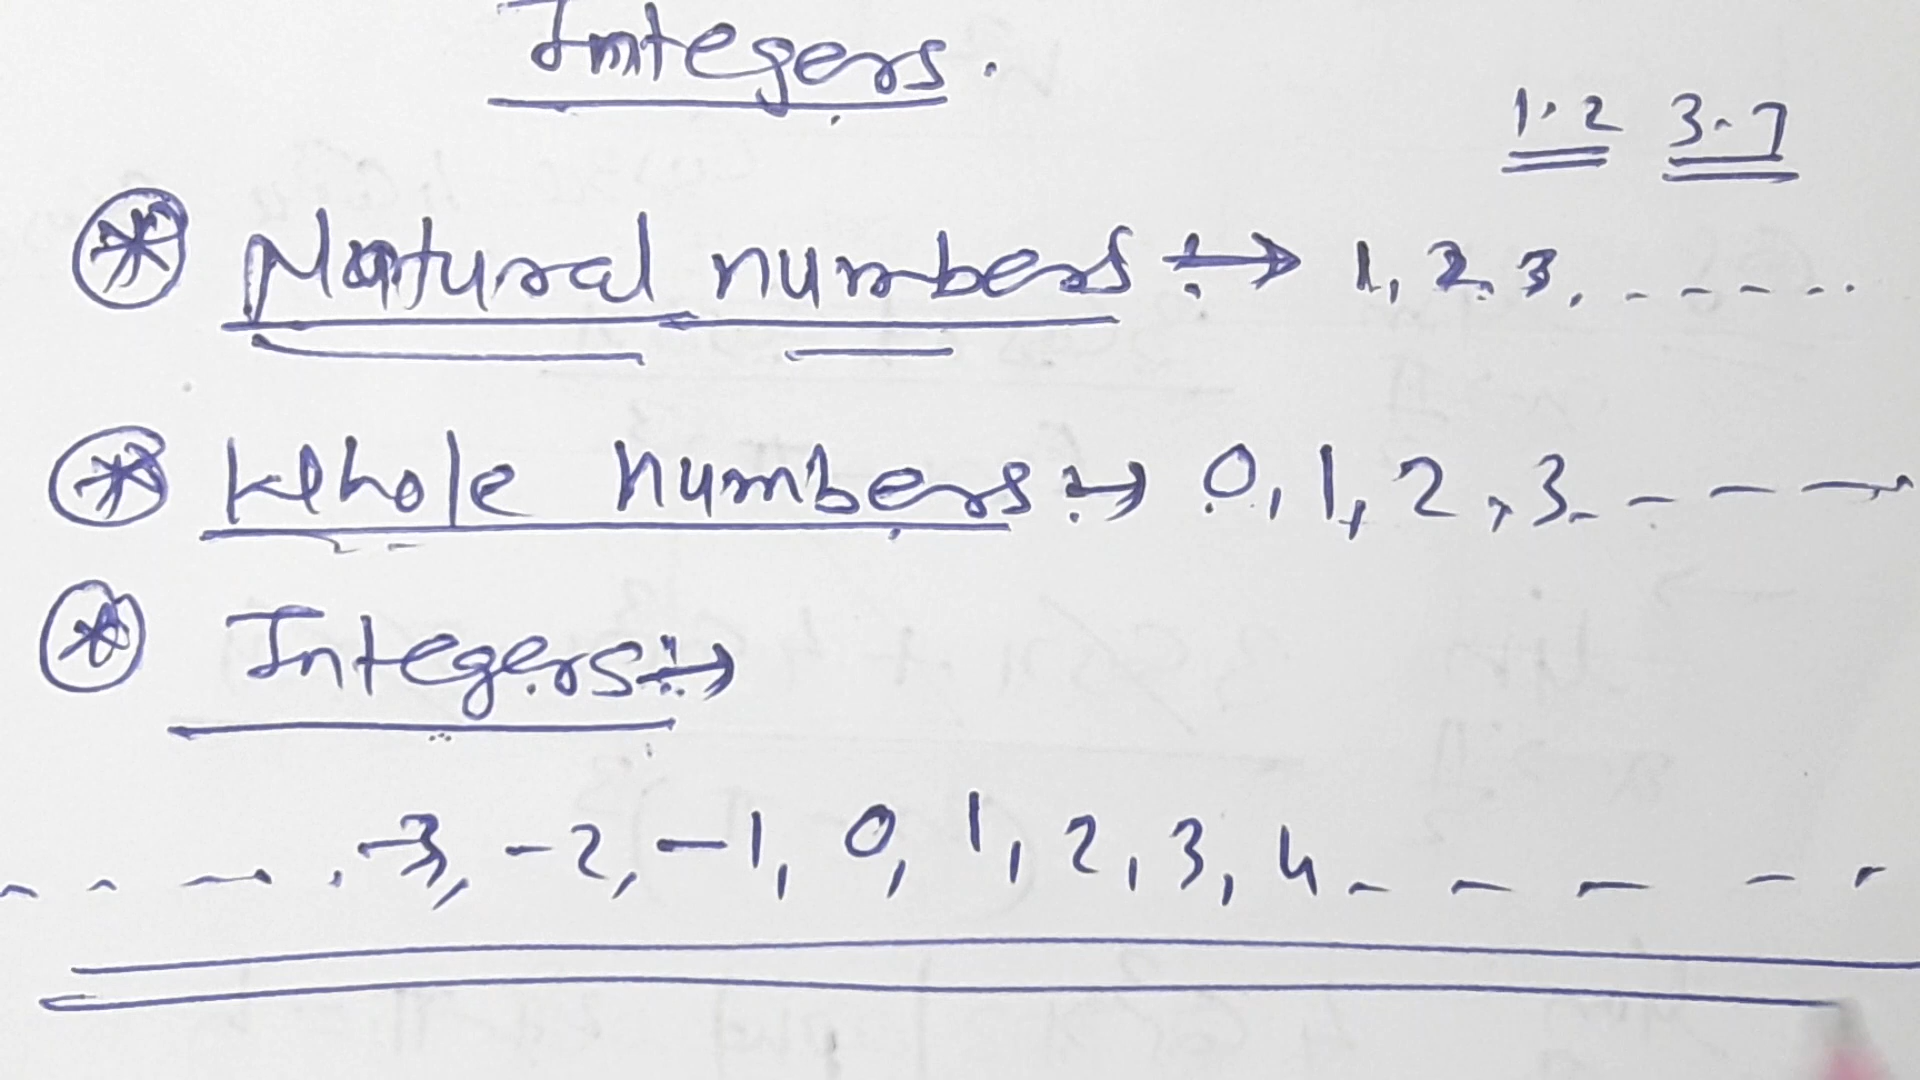 Integers.
1.2 3.7
Natural numbers :→ 1, 2, 3, - - - - ..
Whole numbers :→ 0, 1, 2, 3. - - -
Integers :→
- - - . -3, -2, -1, 0, 1, 2, 3, 4 - - - - -